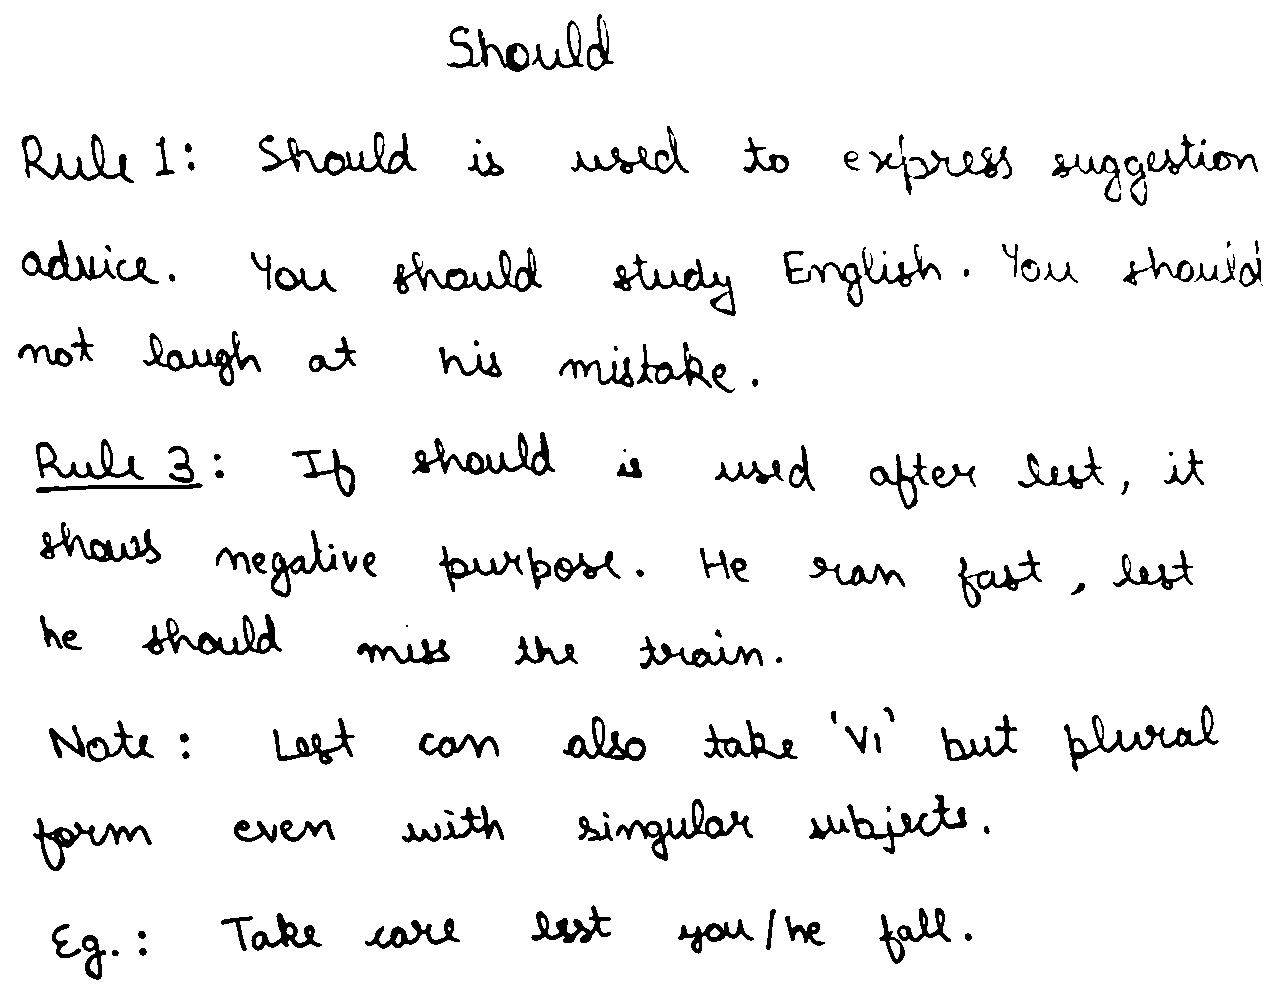 Should
Rule 1: Should is used to express suggestion
advice. You should study English. You should
not laugh at his mistake.
Rule 3: If should is used after lest, it
shows negative purpose. He ran fast, lest
he should miss the train.
Note: Lest can also take 'V1' but plural
form even with singular subjects.
Eg.: Take care lest you/he fall.